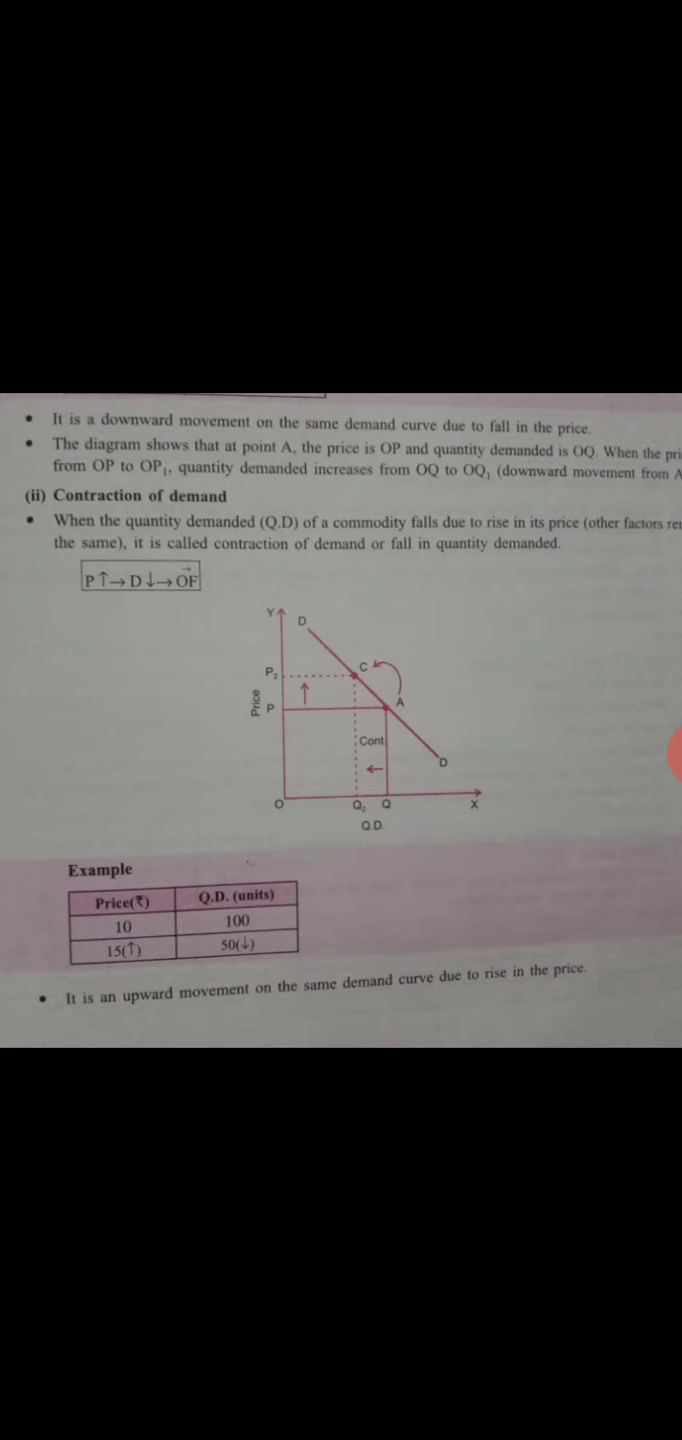 • It is a downward movement on the same demand curve due to fall in the price.
• The diagram shows that at point A, the price is OP and quantity demanded is OQ. When the pri
from OP to OP₁, quantity demanded increases from OQ to OQ₁ (downward movement from A
(ii) Contraction of demand
• When the quantity demanded (Q.D) of a commodity falls due to rise in its price (other factors
the same), it is called contraction of demand or fall in quantity demanded.
P↑→D↓→O⃗F
Y
D
P₂
C
Price
P
A
Cont.
D
O
Q₂
Q
X
Q.D.
Example
Price(₹) Q.D. (units)
10 100
15(↑) 50(↓)
• It is an upward movement on the same demand curve due to rise in the price.